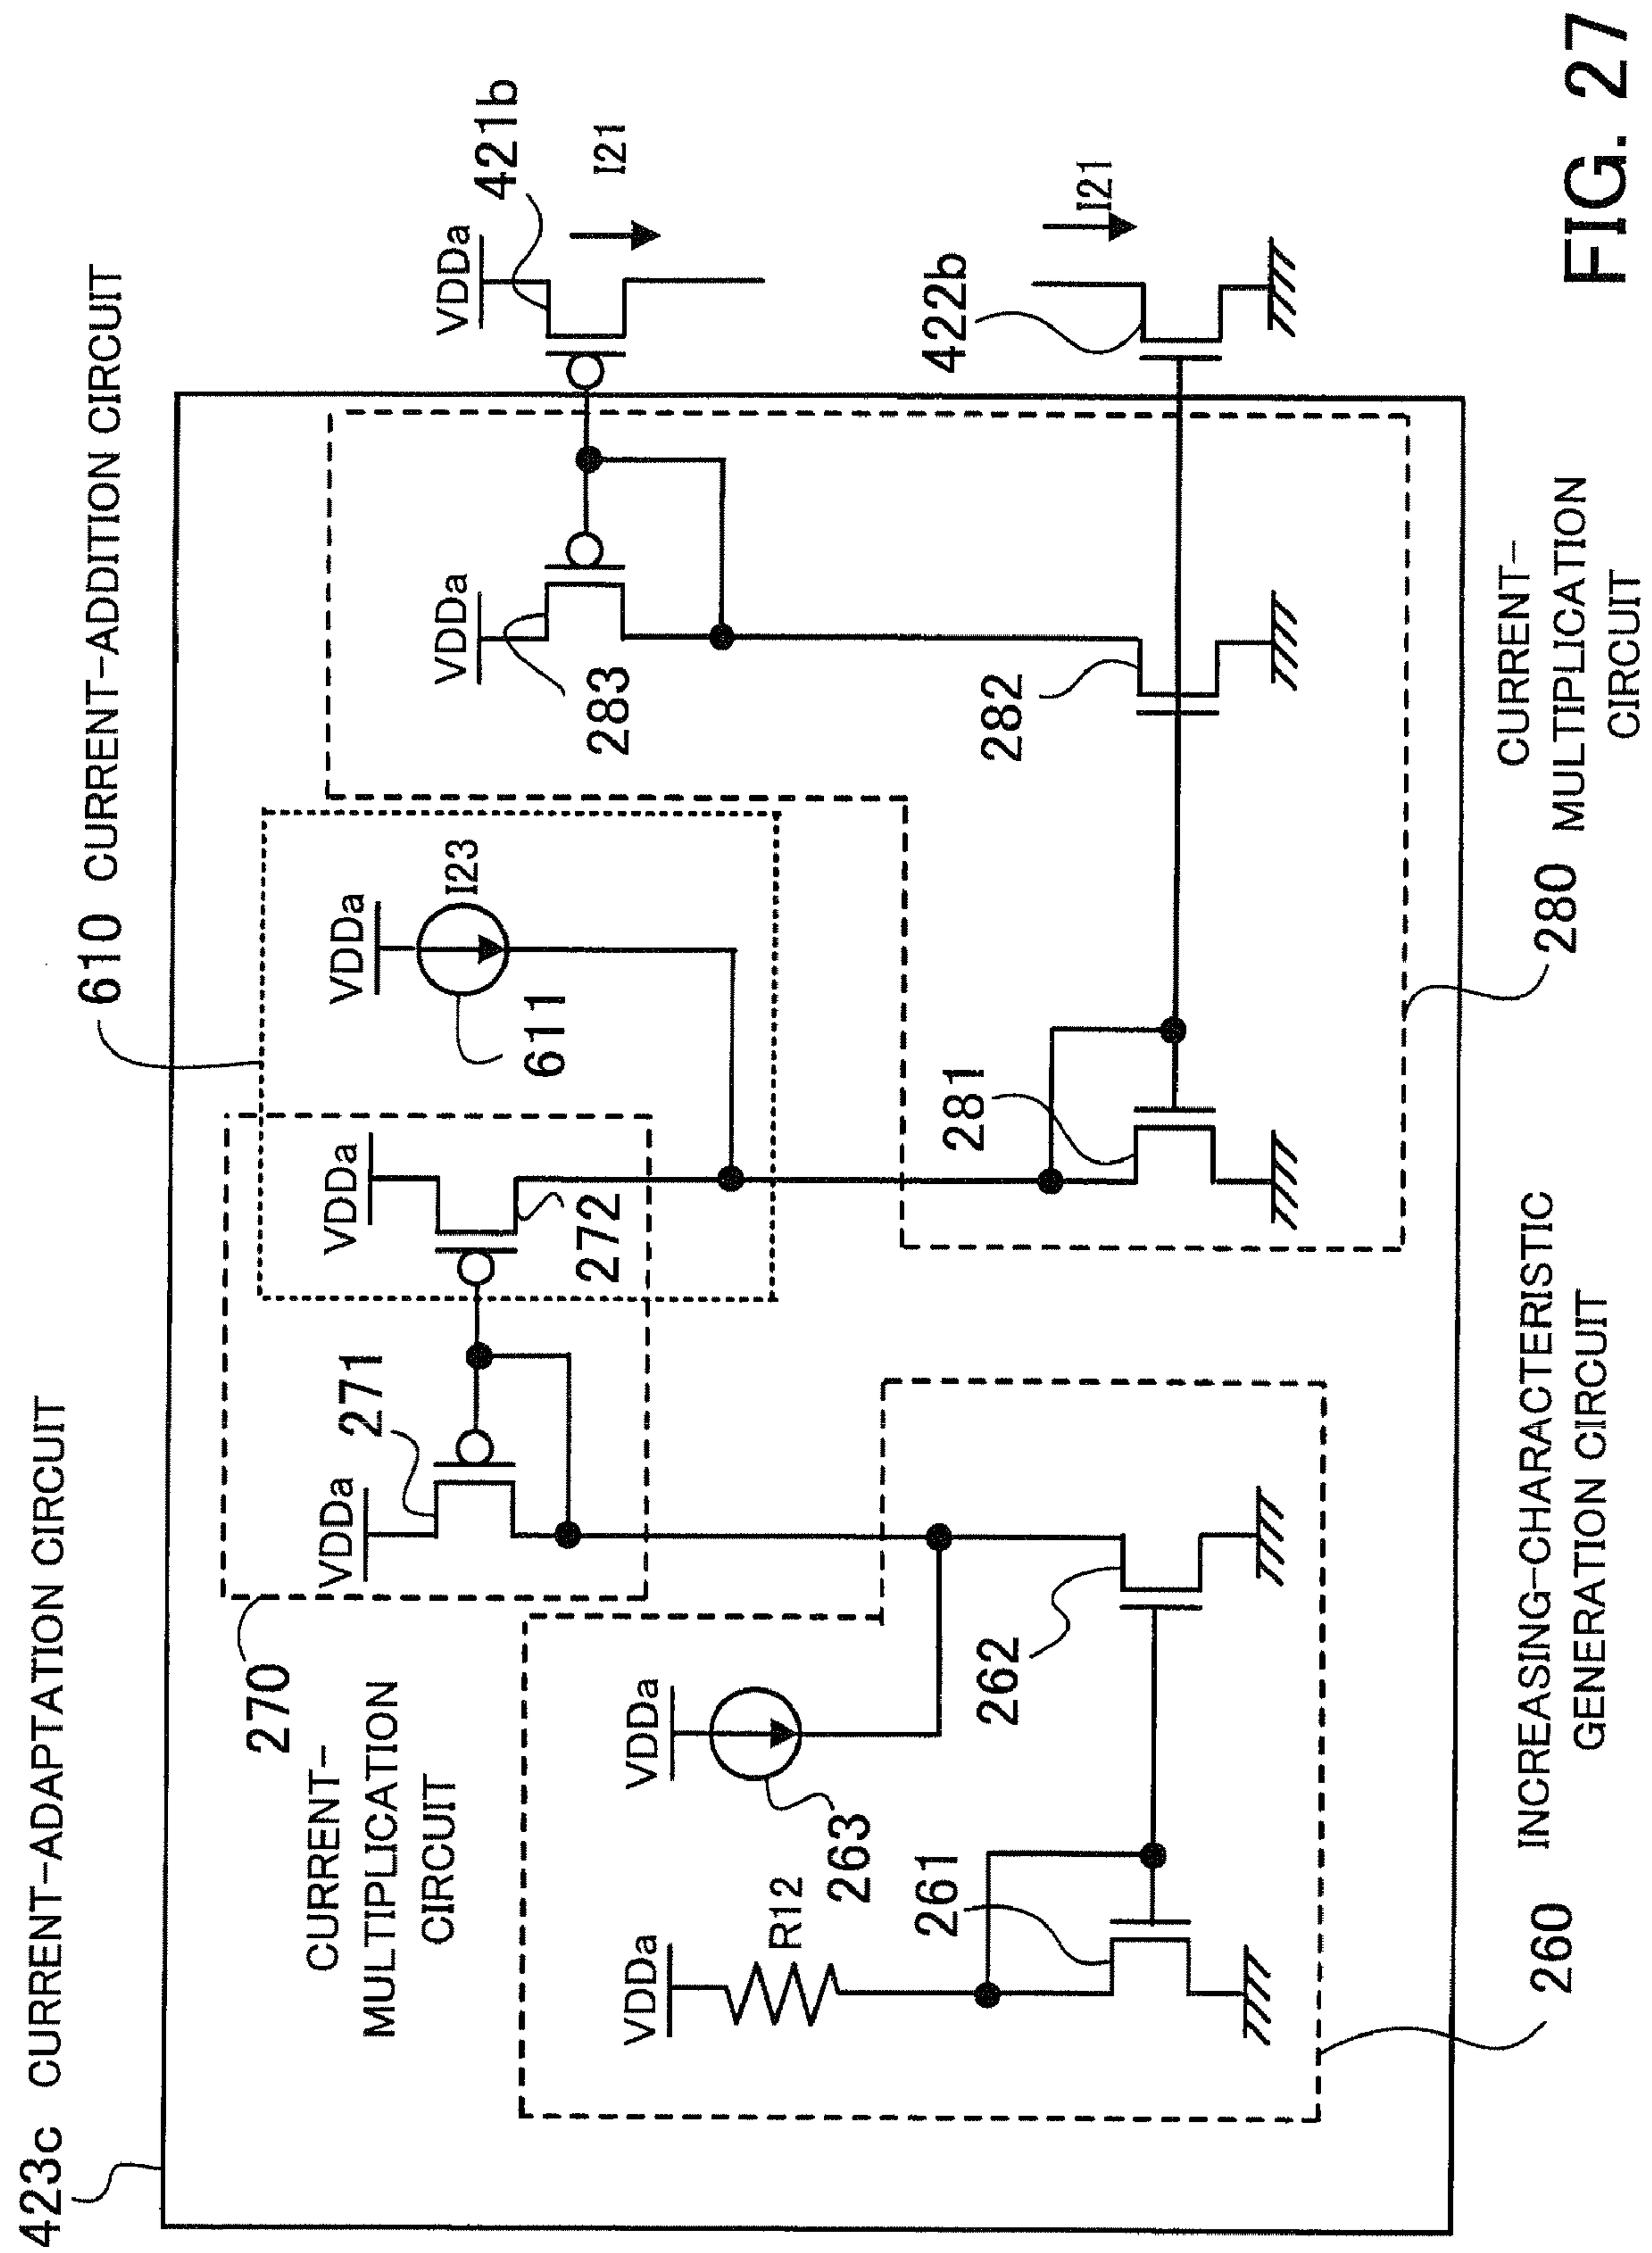 423c CURRENT-ADAPTATION CIRCUIT
610 CURRENT-ADDITION CIRCUIT
270
CURRENT-
MULTIPLICATION
CIRCUIT
VDDa
271
VDDa
272
VDDa
I23
611
VDDa
283
VDDa
421b
I21
VDDa
R12
261
VDDa
263
262
281
282
422b
I21
260 INCREASING-CHARACTERISTIC
GENERATION CIRCUIT
280
CURRENT-
MULTIPLICATION
CIRCUIT
FIG. 27